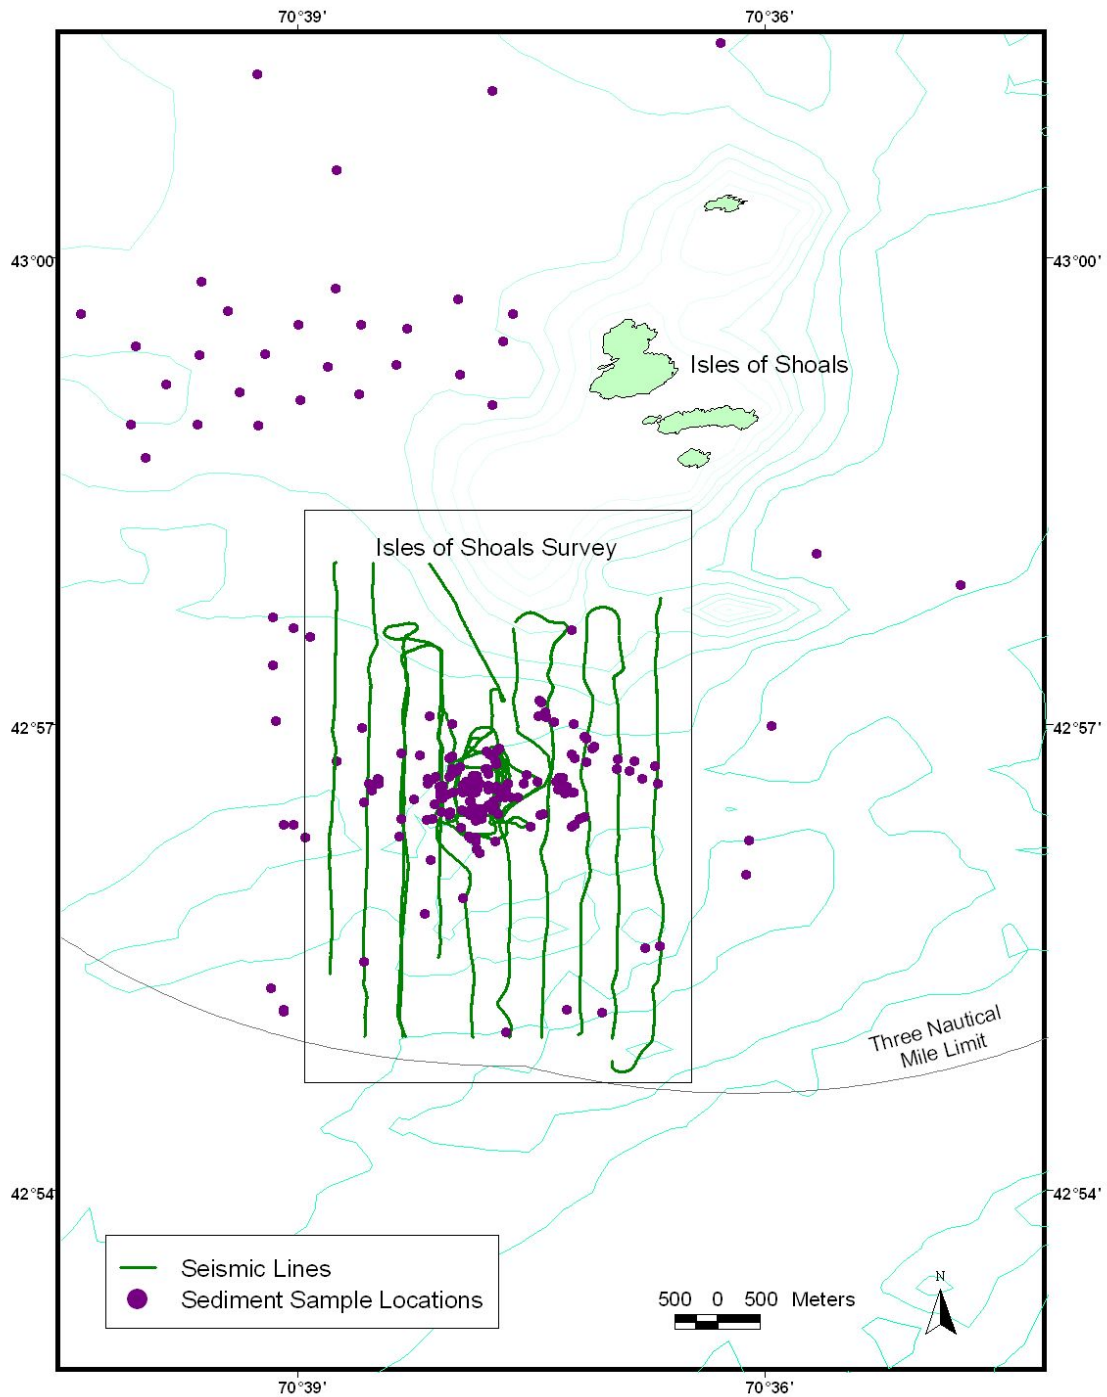 70°39'
70°36'
43°00'
43°00'
Isles of Shoals
Isles of Shoals Survey
42°57'
42°57'
Three Nautical
Mile Limit
42°54'
42°54'
Seismic Lines
Sediment Sample Locations
500 0 500 Meters
N
70°39'
70°36'